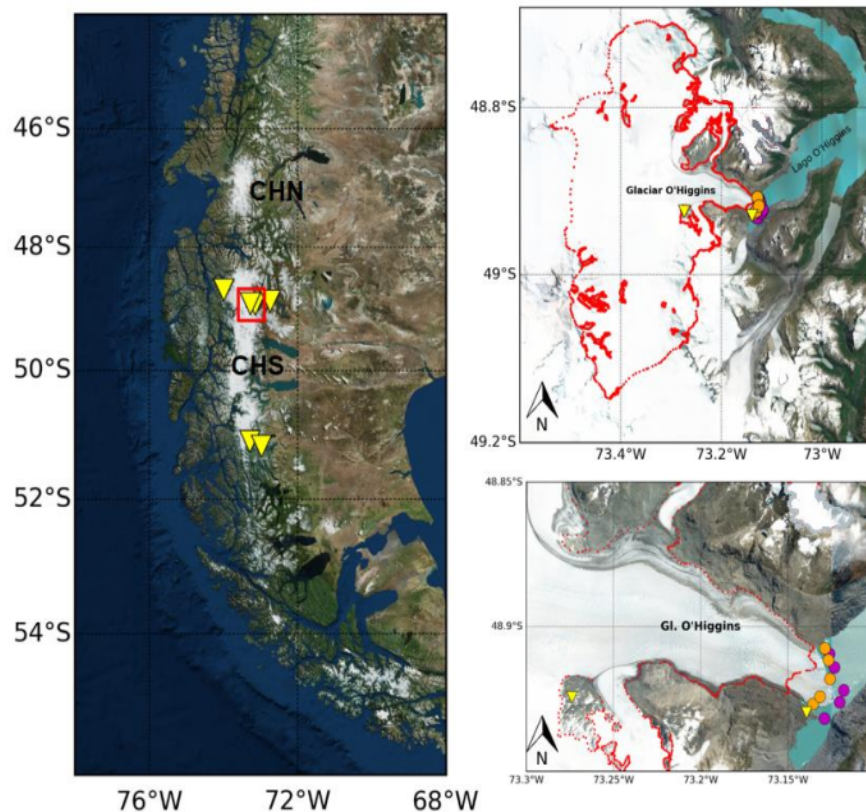 46°S
48°S
50°S
52°S
54°S
76°W
72°W
68°W
CHN
CHS
48.8°S
49°S
49.2°S
73.4°W
73.2°W
73°W
Glaciar O'Higgins
Lago O'Higgins
N
48.85°S
48.9°S
73.3°W
73.25°W
73.2°W
73.15°W
Gl. O'Higgins
N